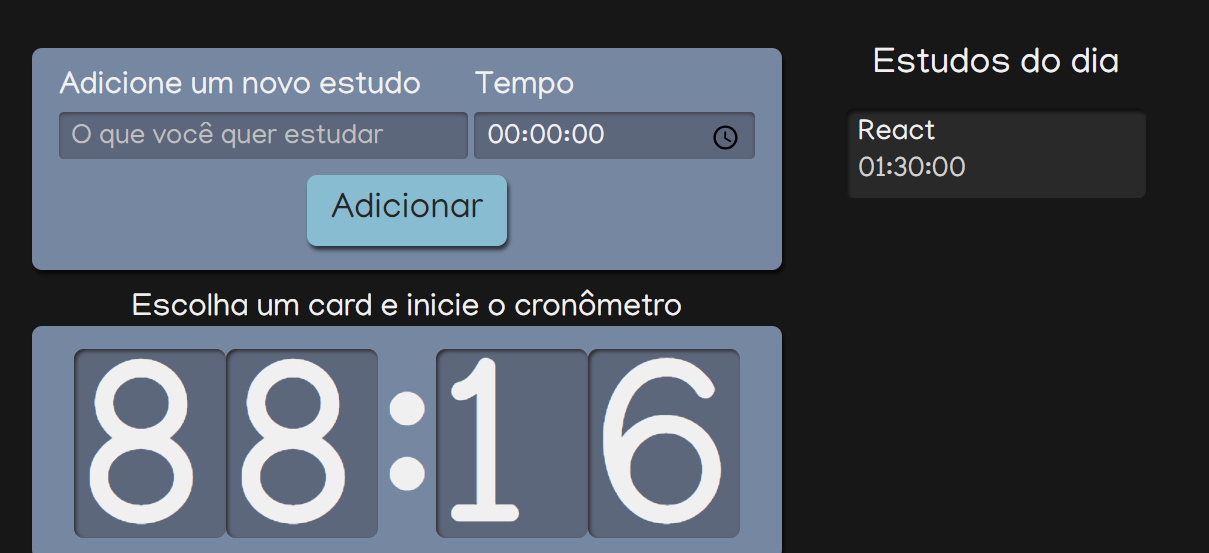 Adicione um novo estudo
Tempo
O que você quer estudar
00:00:00
Adicionar
Escolha um card e inicie o cronômetro
88:16
Estudos do dia
React
01:30:00